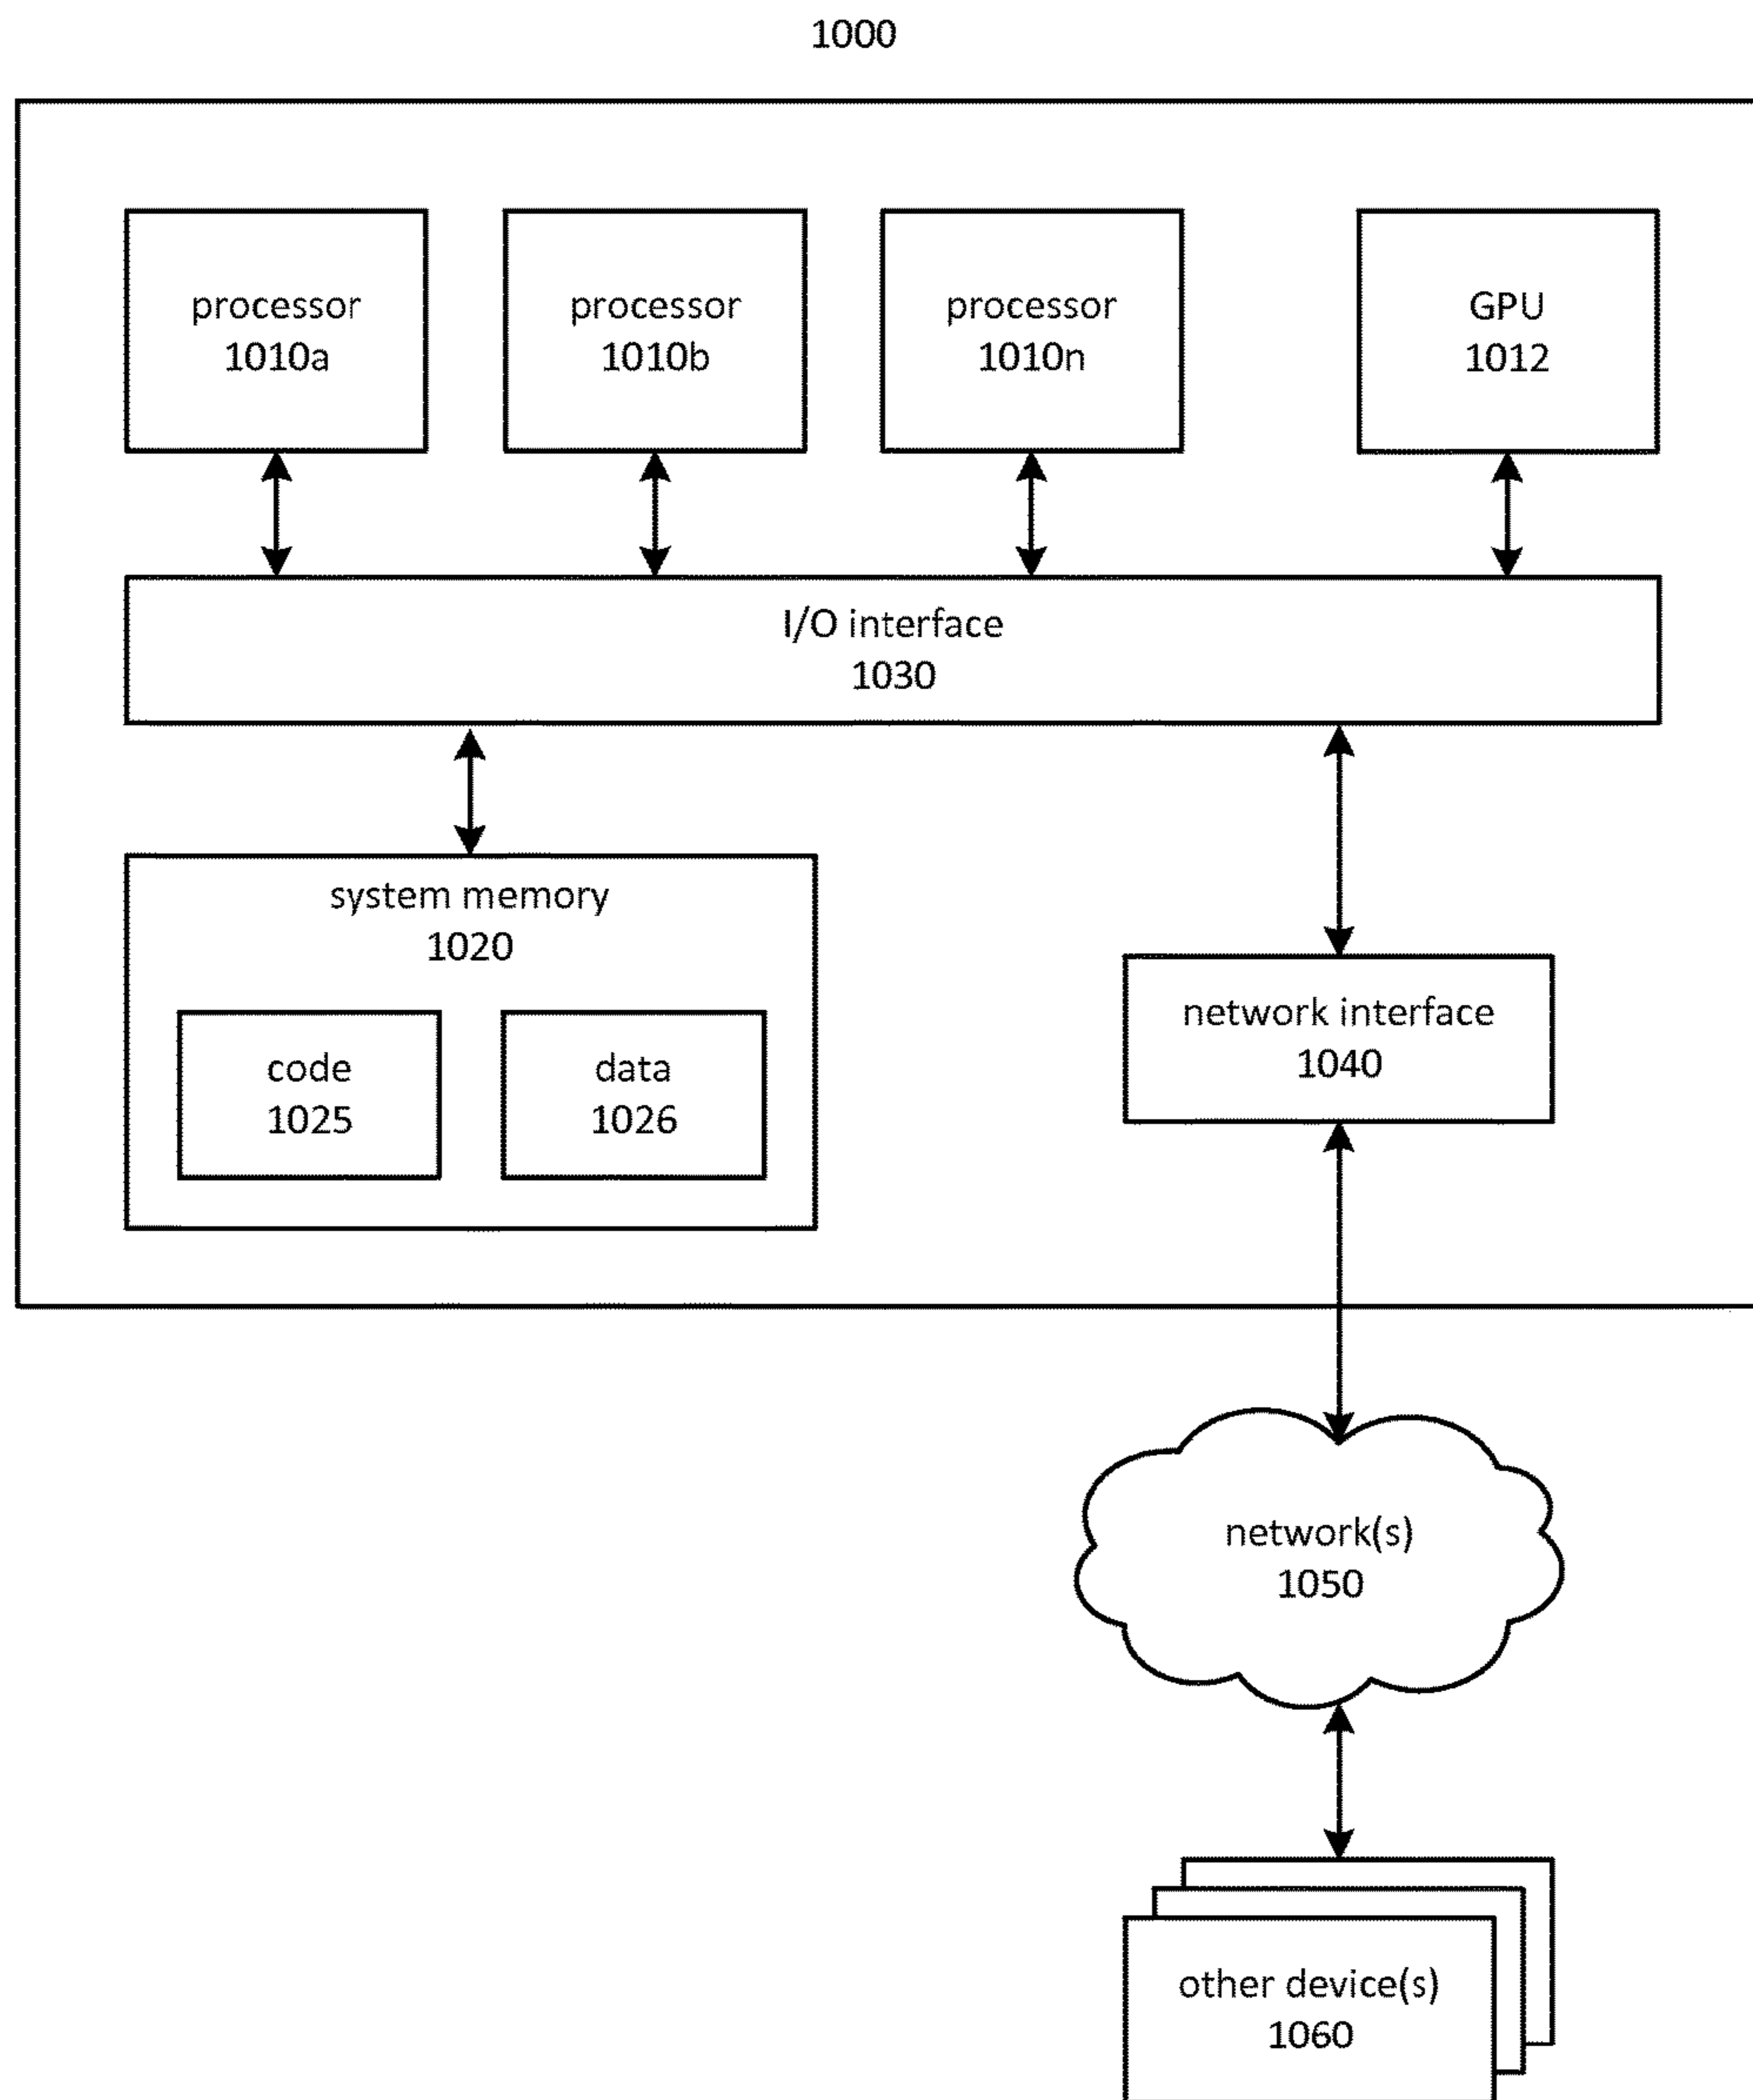 1000
processor
1010a
processor
1010b
processor
1010n
GPU
1012
I/O interface
1030
system memory
1020
code
1025
data
1026
network interface
1040
network(s)
1050
other device(s)
1060